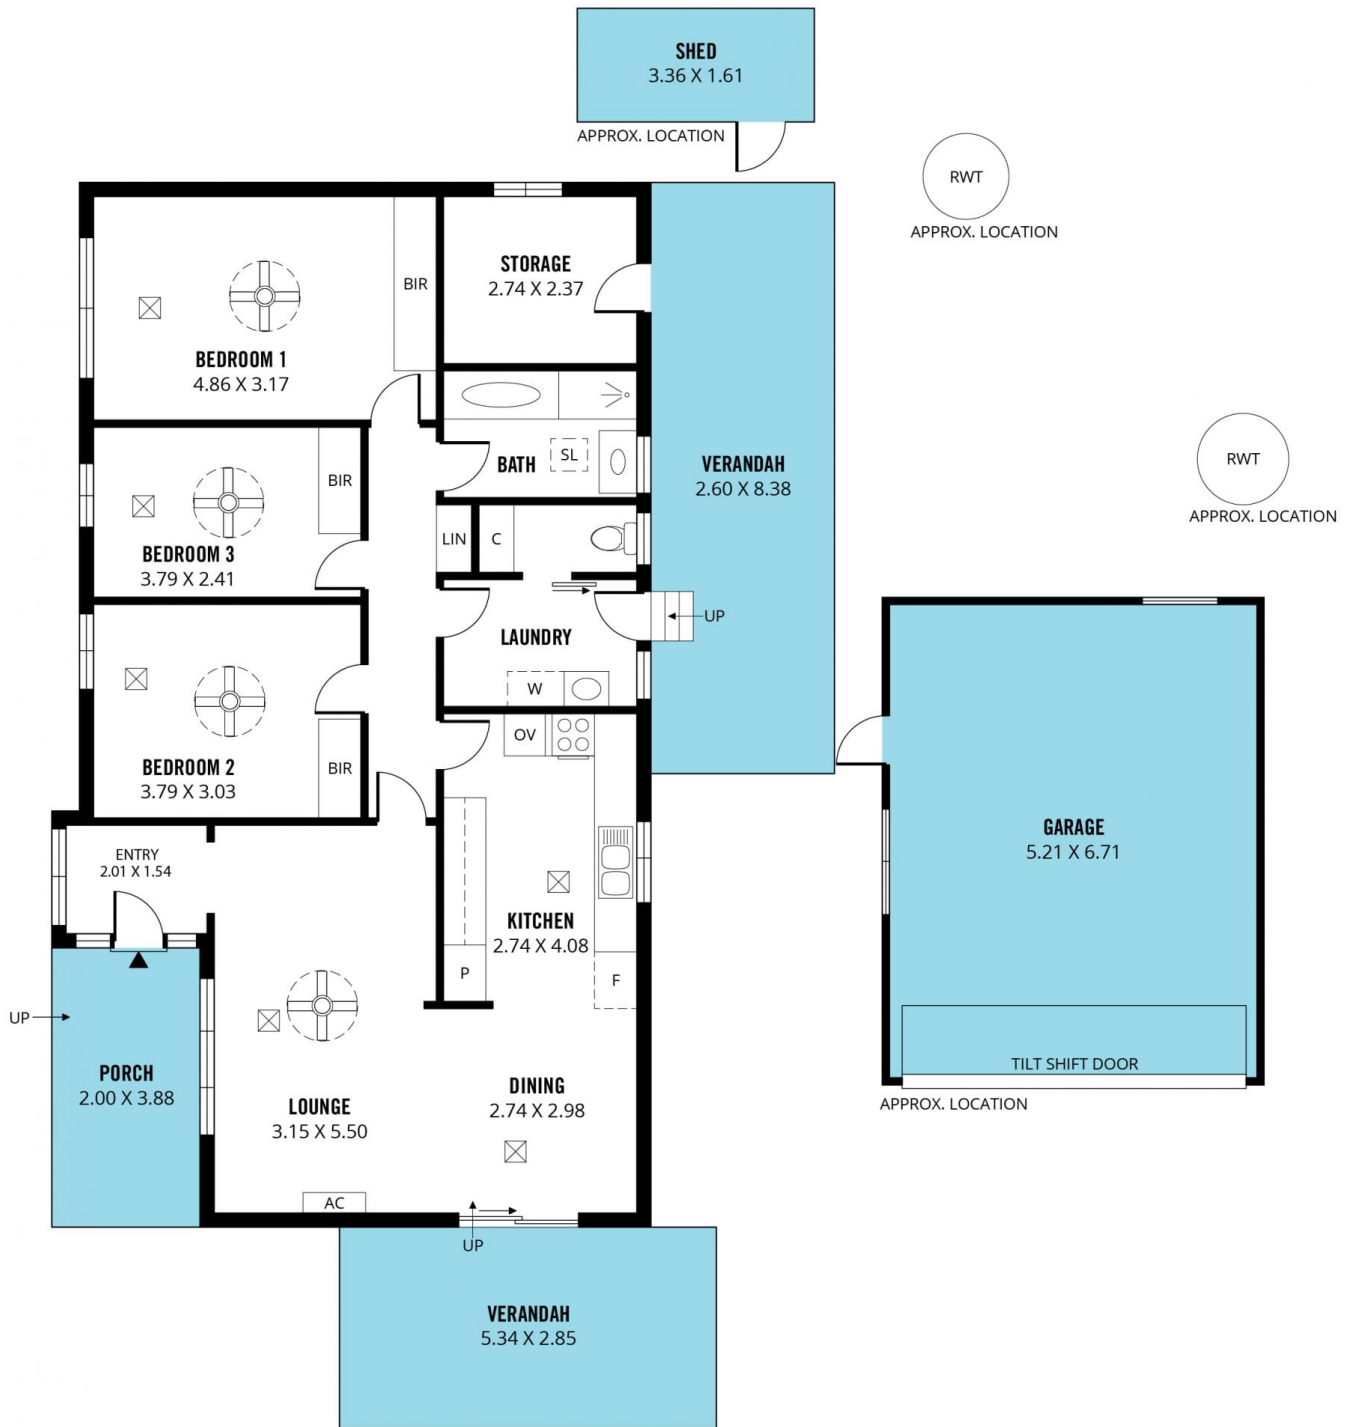 SHED
3.36 X 1.61
APPROX. LOCATION
RWT
APPROX. LOCATION
BIR
STORAGE
2.74 X 2.37
BEDROOM 1
4.86 X 3.17
BATH
SL
VERANDAH
2.60 X 8.38
RWT
APPROX. LOCATION
BIR
BEDROOM 3
3.79 X 2.41
LIN
C
UP
LAUNDRY
W
BEDROOM 2
3.79 X 3.03
BIR
OV
ENTRY
2.01 X 1.54
KITCHEN
2.74 X 4.08
P
F
GARAGE
5.21 X 6.71
TILT SHIFT DOOR
APPROX. LOCATION
UP
PORCH
2.00 X 3.88
LOUNGE
3.15 X 5.50
DINING
2.74 X 2.98
AC
UP
VERANDAH
5.34 X 2.85